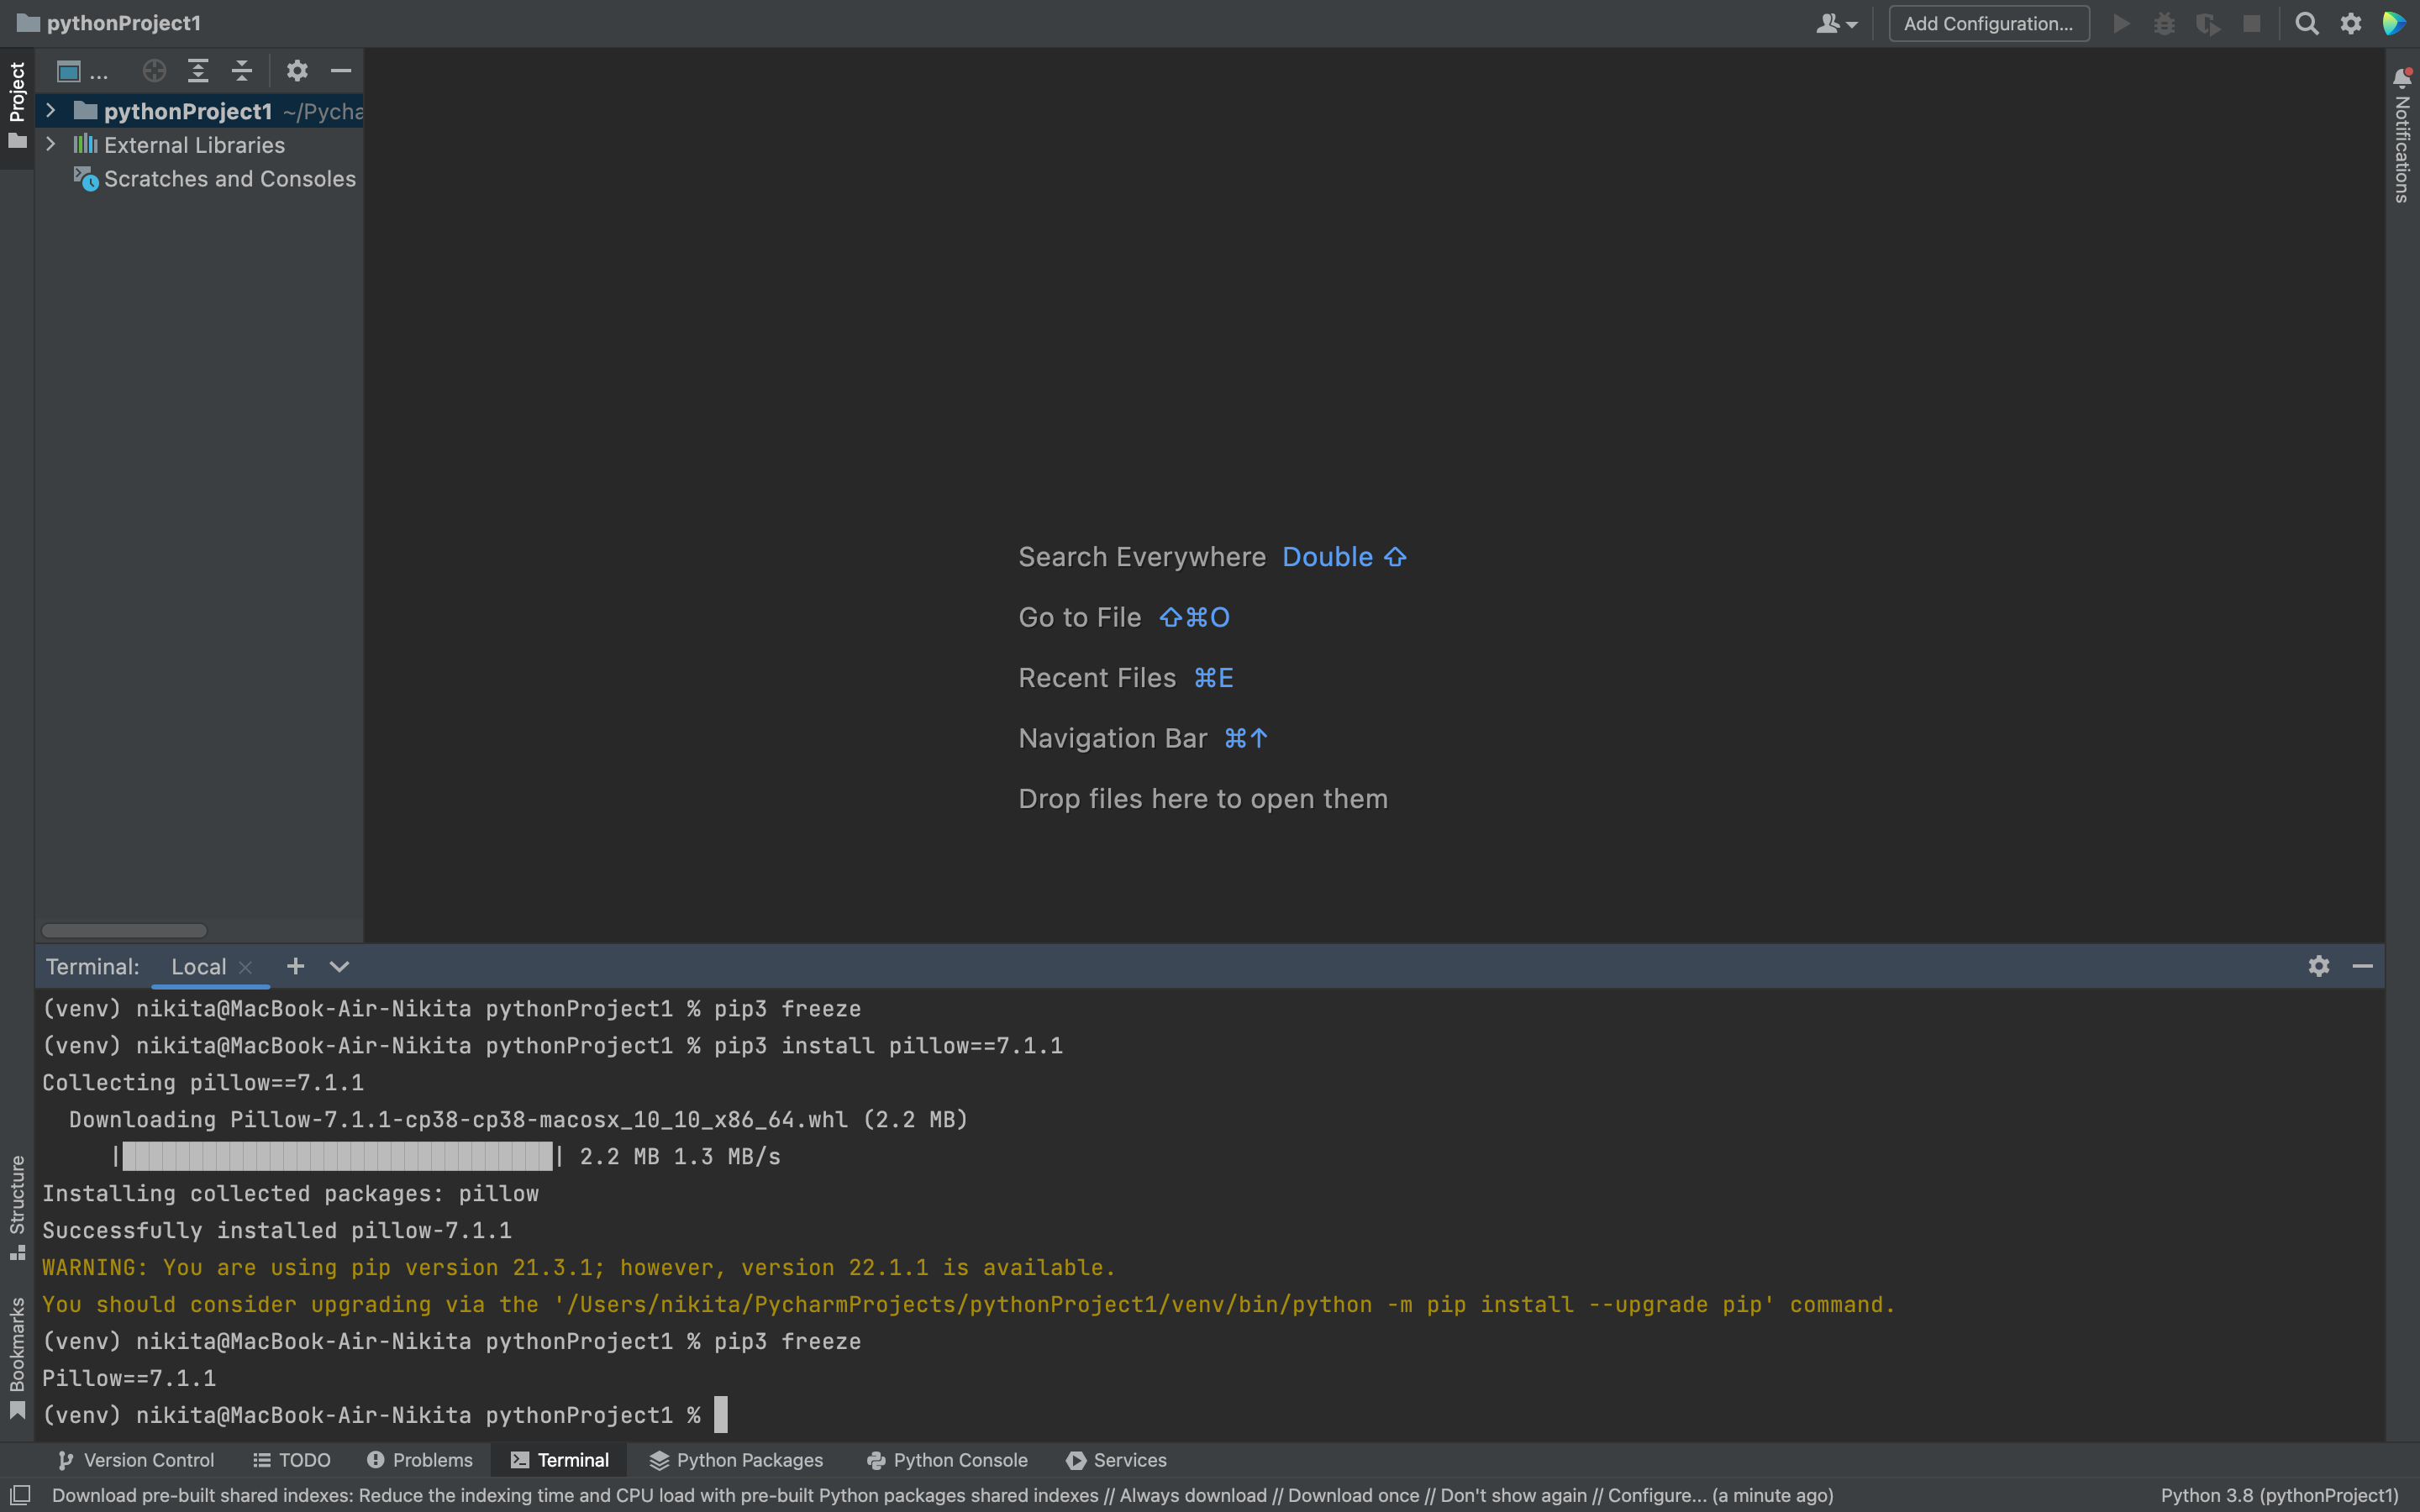 pythonProject1
Add Configuration...
Project
...
pythonProject1 ~/Pycha
External Libraries
Scratches and Consoles
Notifications
Search Everywhere Double ⇧
Go to File ⇧⌘O
Recent Files ⌘E
Navigation Bar ⌘↑
Drop files here to open them
Terminal: Local
(venv) nikita@MacBook-Air-Nikita pythonProject1 % pip3 freeze
(venv) nikita@MacBook-Air-Nikita pythonProject1 % pip3 install pillow==7.1.1
Collecting pillow==7.1.1
  Downloading Pillow-7.1.1-cp38-cp38-macosx_10_10_x86_64.whl (2.2 MB)
     |████████████████████████████████| 2.2 MB 1.3 MB/s
Installing collected packages: pillow
Successfully installed pillow-7.1.1
WARNING: You are using pip version 21.3.1; however, version 22.1.1 is available.
You should consider upgrading via the '/Users/nikita/PycharmProjects/pythonProject1/venv/bin/python -m pip install --upgrade pip' command.
(venv) nikita@MacBook-Air-Nikita pythonProject1 % pip3 freeze
Pillow==7.1.1
(venv) nikita@MacBook-Air-Nikita pythonProject1 %
Structure
Bookmarks
Version Control TODO Problems Terminal Python Packages Python Console Services
Download pre-built shared indexes: Reduce the indexing time and CPU load with pre-built Python packages shared indexes // Always download // Download once // Don't show again // Configure... (a minute ago) Python 3.8 (pythonProject1)